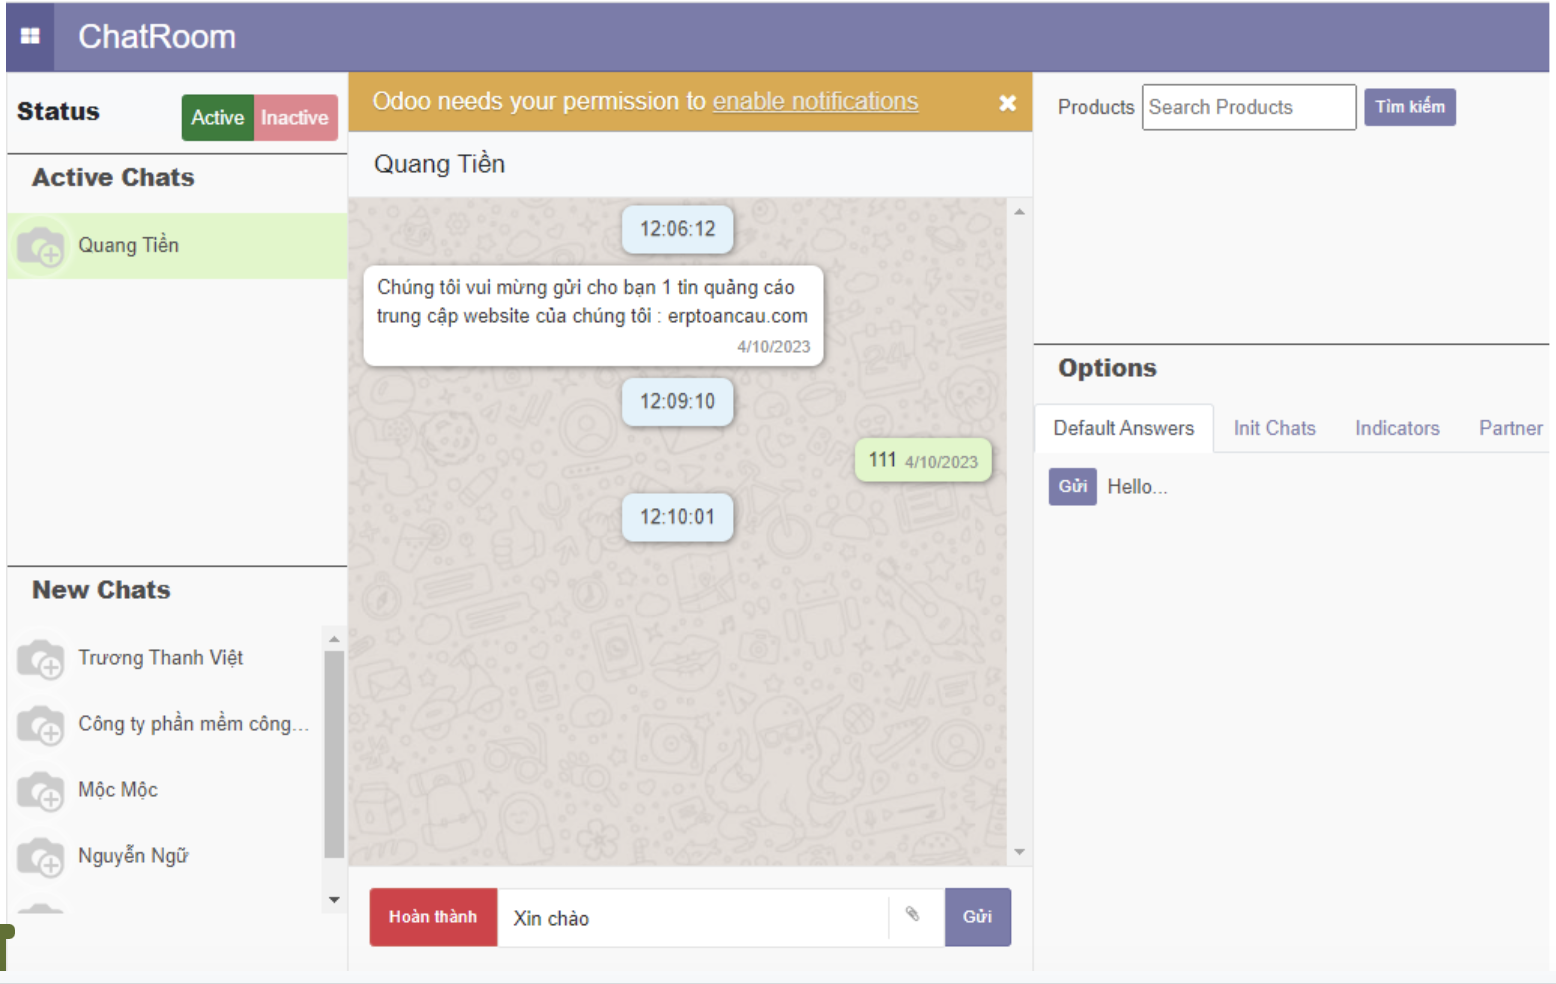 ChatRoom
Status
Active Inactive
Active Chats
Quang Tiền
New Chats
Trương Thanh Việt
Công ty phần mềm công...
Mộc Mộc
Nguyễn Ngữ
Odoo needs your permission to enable notifications
Quang Tiền
12:06:12
Chúng tôi vui mừng gửi cho bạn 1 tin quảng cáo
trung cập website của chúng tôi : erptoancau.com
4/10/2023
12:09:10
111 4/10/2023
12:10:01
Hoàn thành Xin chào Gửi
Products Search Products Tìm kiếm
Options
Default Answers Init Chats Indicators Partner
Gửi Hello...